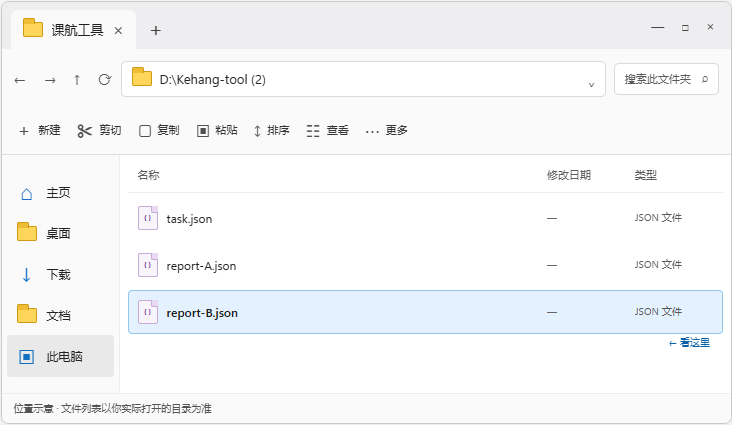 课航工具
D:\Kehang-tool (2)
搜索此文件夹
新建 剪切 复制 粘贴 排序 查看 更多
名称 修改日期 类型
主页
桌面
下载
文档
此电脑
task.json — JSON 文件
report-A.json — JSON 文件
report-B.json — JSON 文件
← 看这里
位置示意 · 文件列表以你实际打开的目录为准